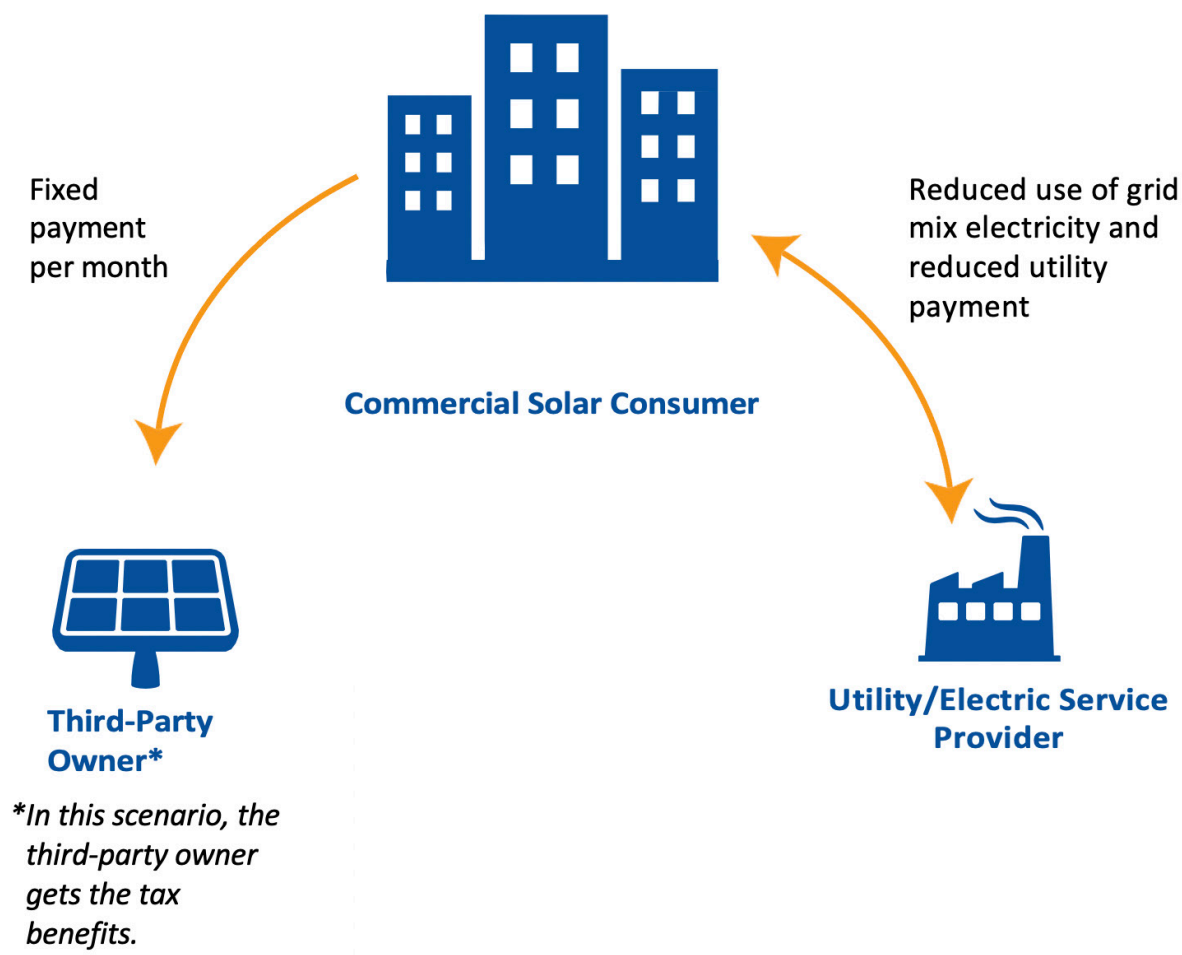 Fixed
payment
per month
Reduced use of grid
mix electricity and
reduced utility
payment
Commercial Solar Consumer
Third-Party
Owner*
*In this scenario, the
third-party owner
gets the tax
benefits.
Utility/Electric Service
Provider